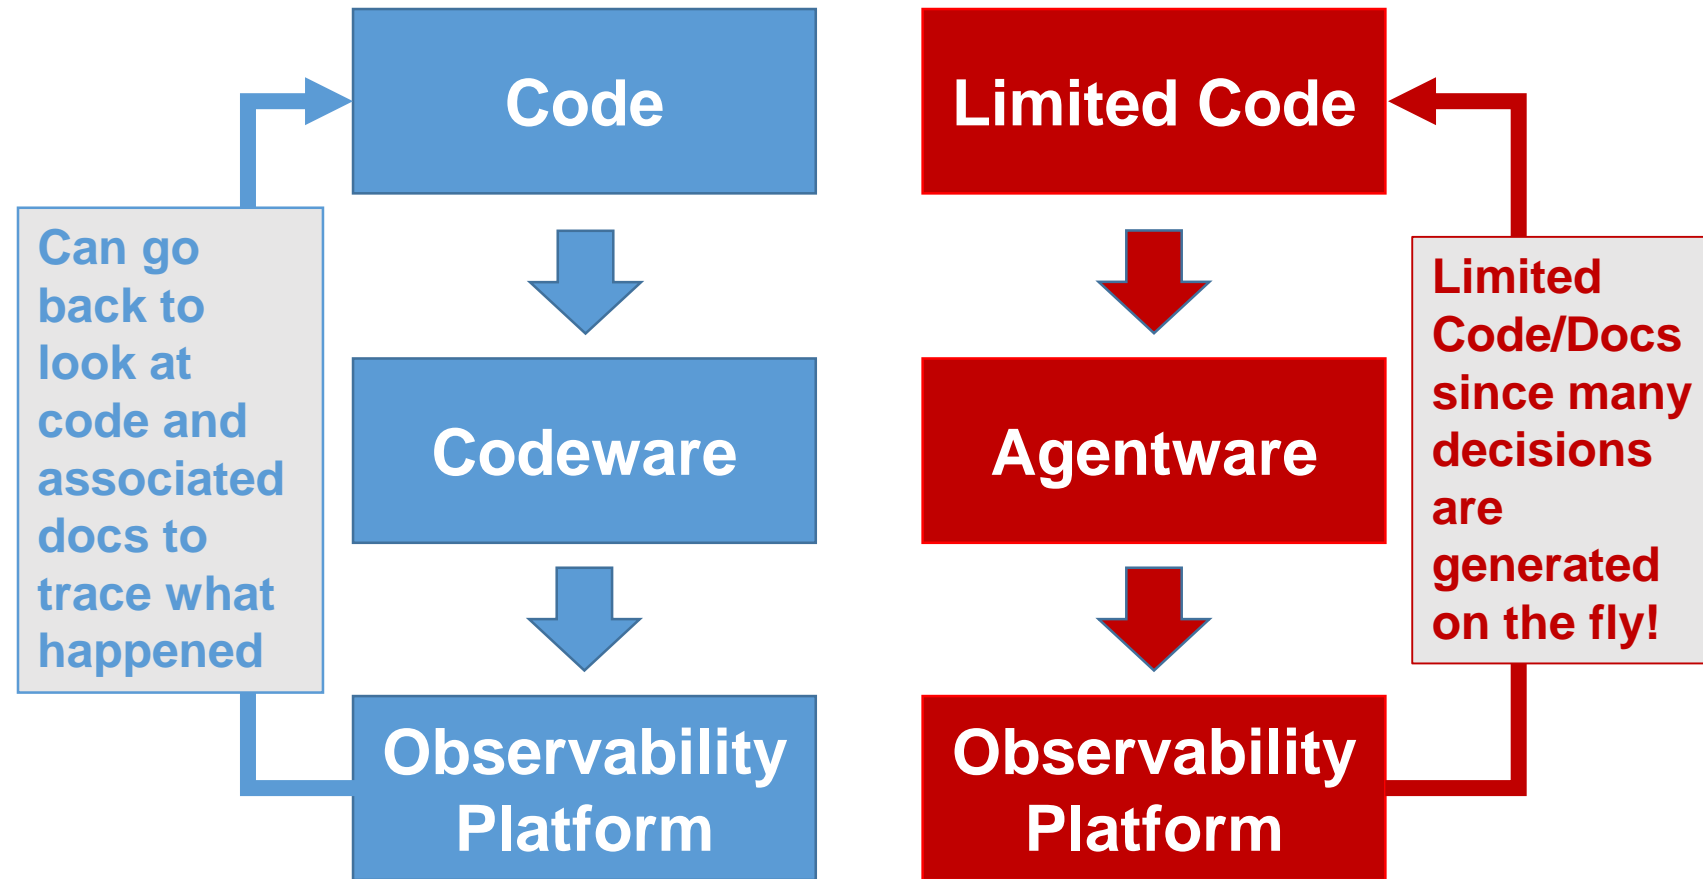 Code
Limited Code
Can go
back to
look at
code and
associated
docs to
trace what
happened
Limited
Code/Docs
since many
decisions
are
generated
on the fly!
Codeware
Agentware
Observability
Platform
Observability
Platform